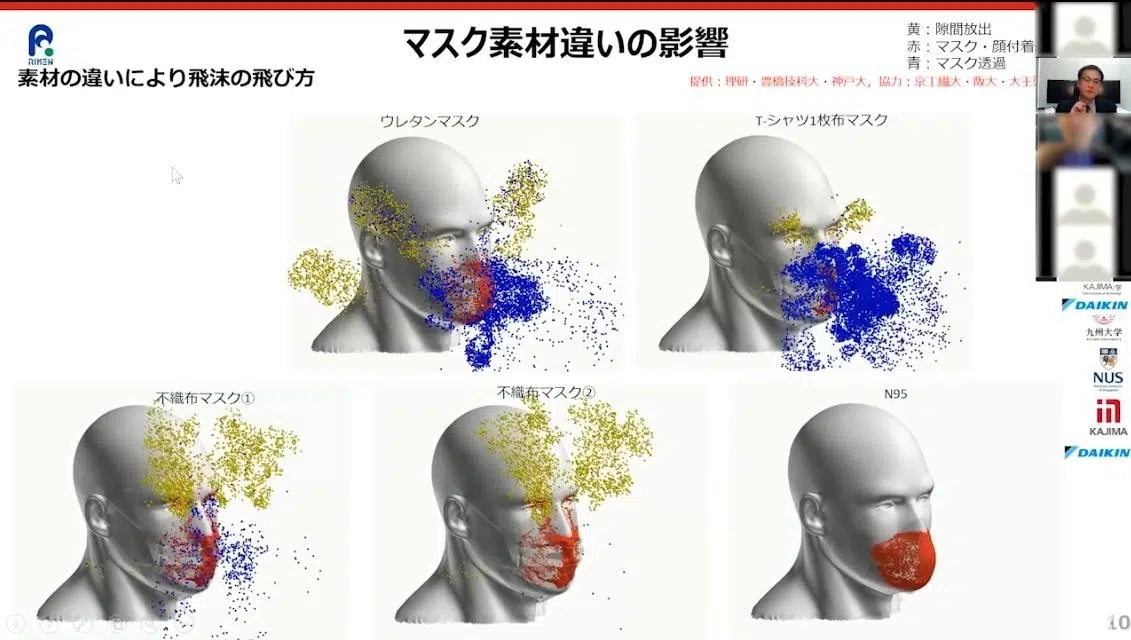 マスク素材違いの影響
RIKEN
素材の違いにより飛沫の飛び方
黄：隙間放出
赤：マスク・顔付着
青：マスク透過
提供：理研・豊橋技科大・神戸大，協力：京工繊大・阪大・大王
ウレタンマスク
T-シャツ1枚布マスク
不織布マスク①
不織布マスク②
N95
KAJIMA
DAIKIN
九州大学
NUS
KAJIMA
DAIKIN
10